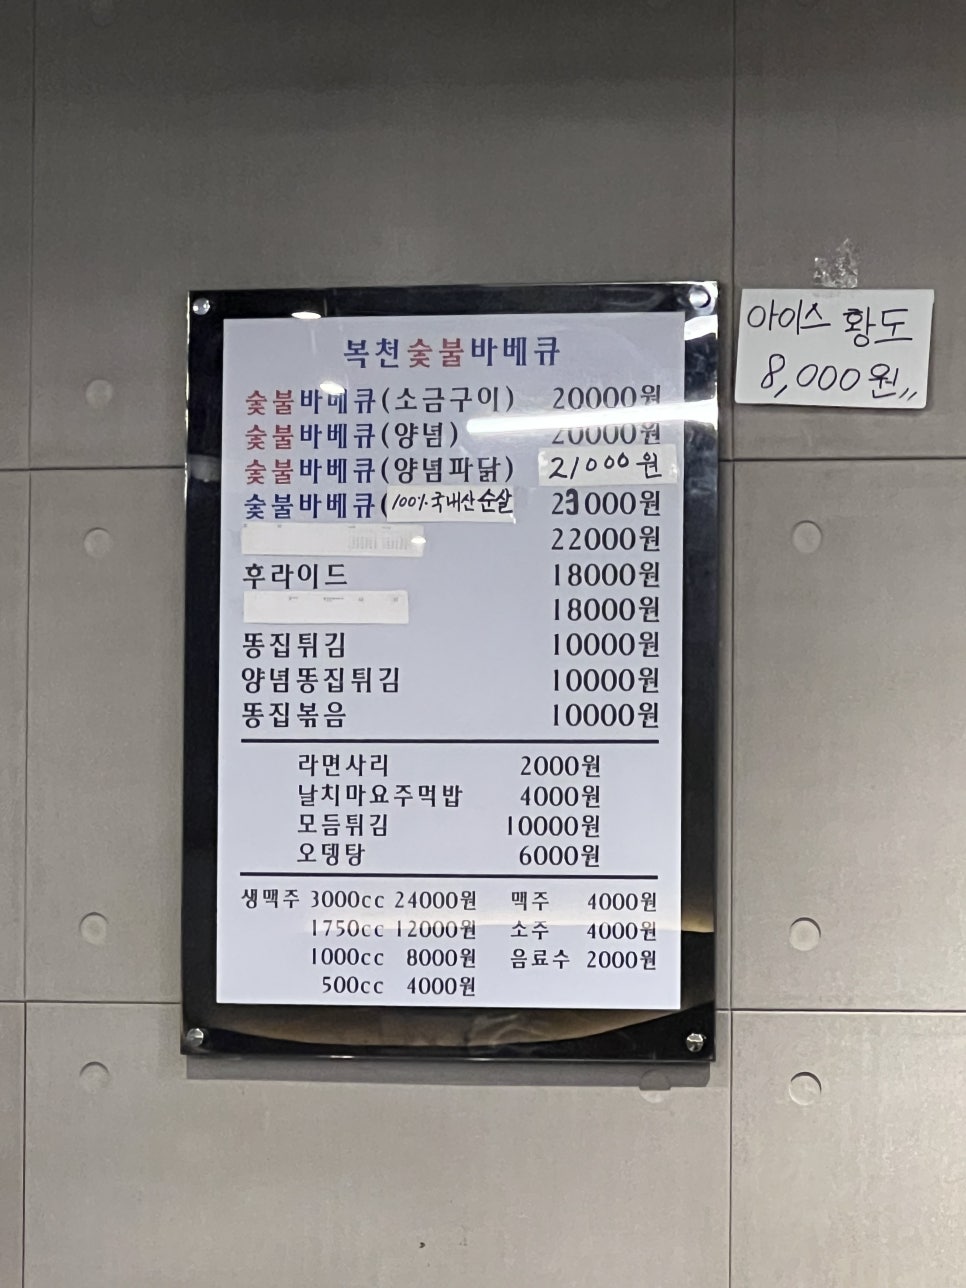 복천숯불바베큐
숯불바베큐(소금구이) 20000원
숯불바베큐(양념) 20000원
숯불바베큐(양념파닭) 21000원
숯불바베큐(100% 국내산 순살 23000원
22000원
후라이드 18000원
18000원
똥집튀김 10000원
양념똥집튀김 10000원
똥집볶음 10000원
라면사리 2000원
날치마요주먹밥 4000원
모듬튀김 10000원
오뎅탕 6000원
생맥주 3000cc 24000원 맥주 4000원
1750cc 12000원 소주 4000원
1000cc 8000원 음료수 2000원
500cc 4000원
아이스 황도
8,000원,,